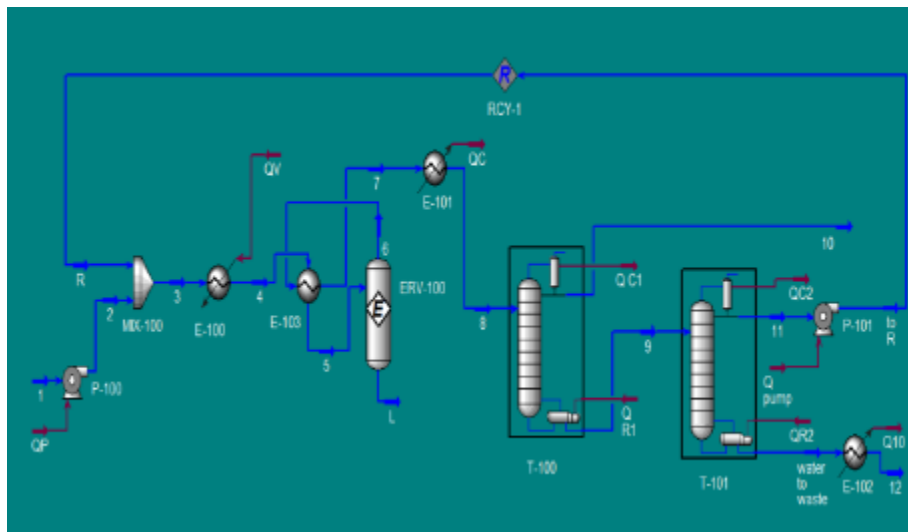 R
RCY-1
QV
7
QC
E-101
6
10
R
2
3
4
ERV-100
QC1
QC2
MIX-100
E-100
E-103
E
8
9
11
P-101
to
R
1
P-100
5
L
Q
pump
QP
Q
R1
QR2
Q10
T-100
T-101
water
to
waste
E-102
12